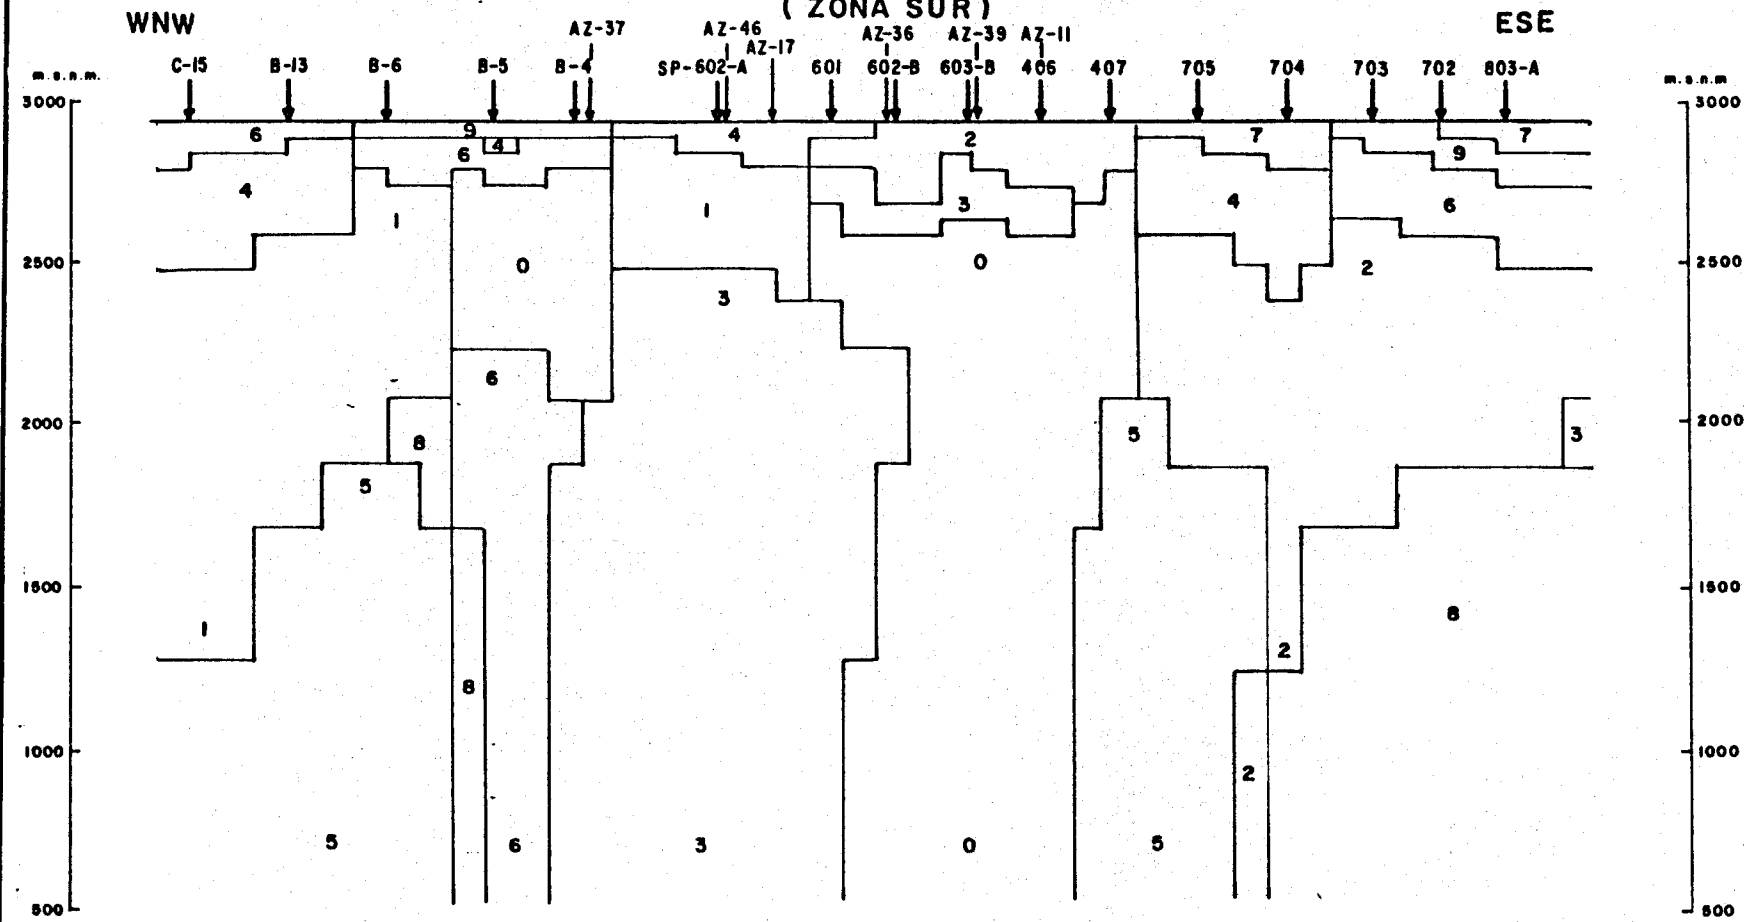 ( ZONA SUR )
WNW ESE
AZ-37 AZ-46 AZ-36 AZ-39 AZ-11
AZ-17
m.s.n.m. C-15 B-13 B-6 B-5 B-4 SP-602-A 601 602-B 603-B 406 407 705 704 703 702 803-A m.s.n.m
3000 3000
6 9 4 2 7 7
6 4 9
4 1 1 3 4 6
2500 0 0 2 2500
3
6
2000 8 5 3 2000
5
1500 1500
1 8
2
8
1000 1000
2
5 6 3 0 5
500 500